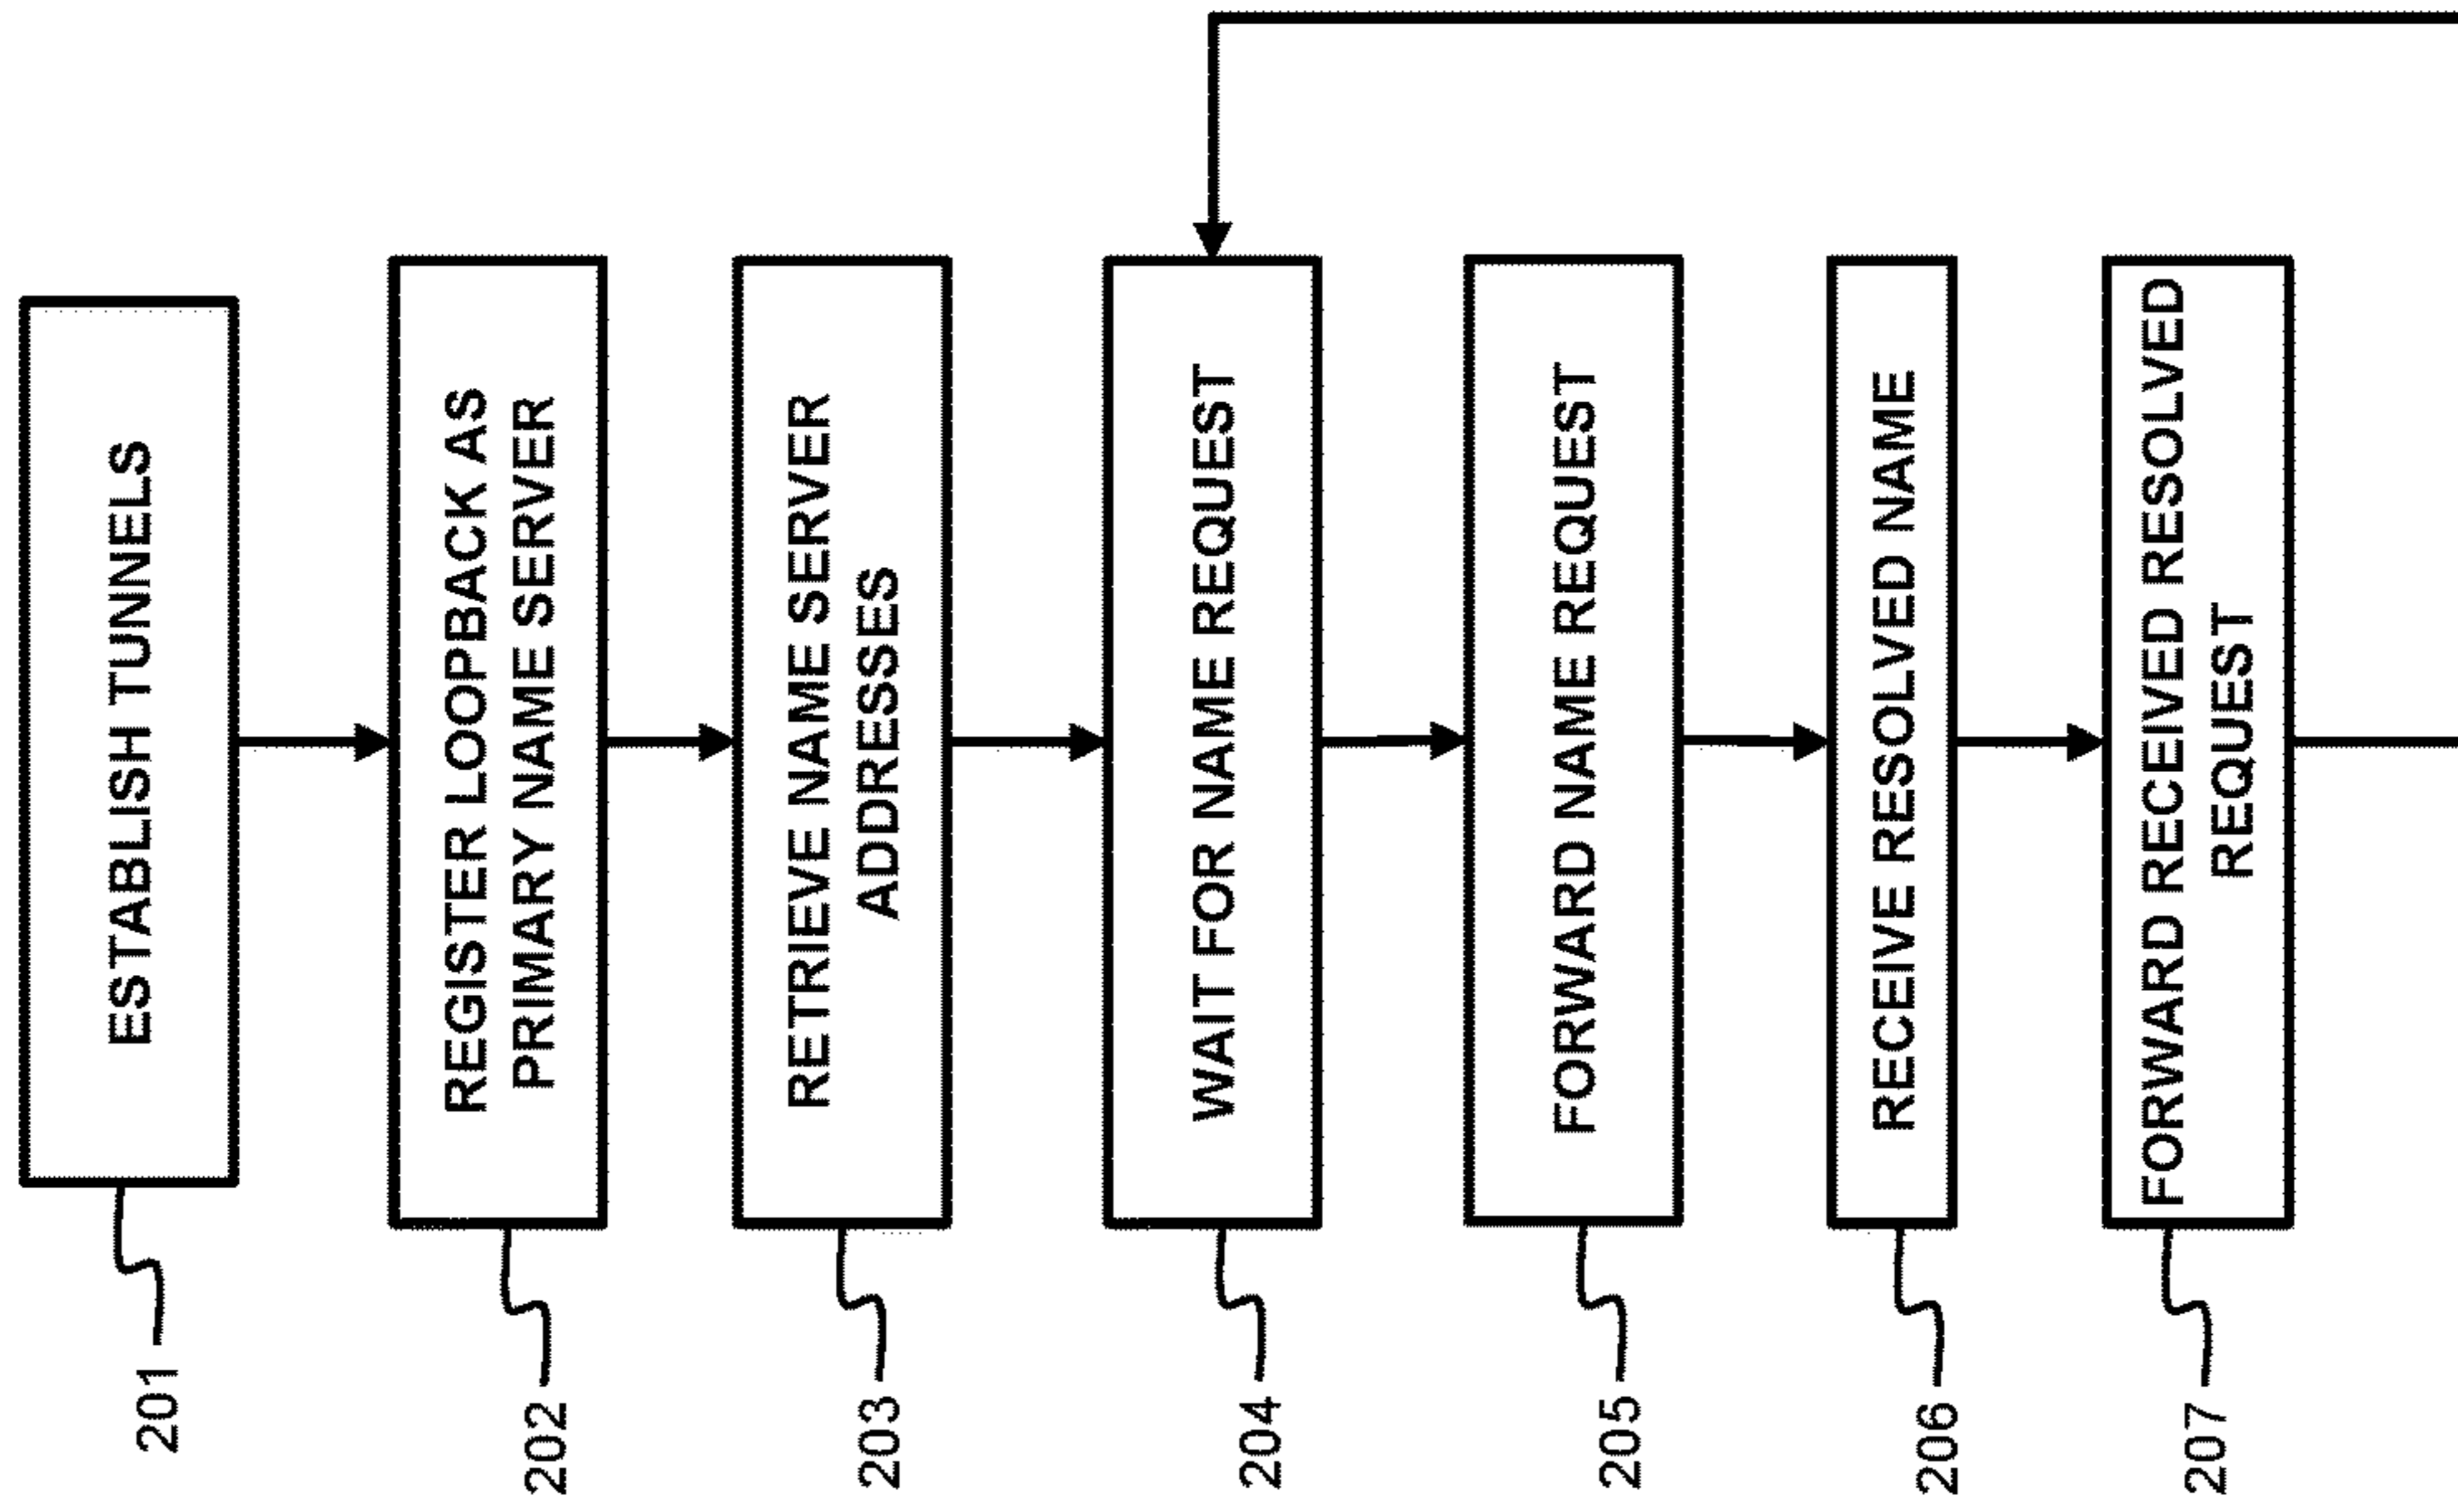 201
ESTABLISH TUNNELS
202
REGISTER LOOPBACK AS
PRIMARY NAME SERVER
203
RETRIEVE NAME SERVER
ADDRESSES
204
WAIT FOR NAME REQUEST
205
FORWARD NAME REQUEST
206
RECEIVE RESOLVED NAME
207
FORWARD RECEIVED RESOLVED
REQUEST